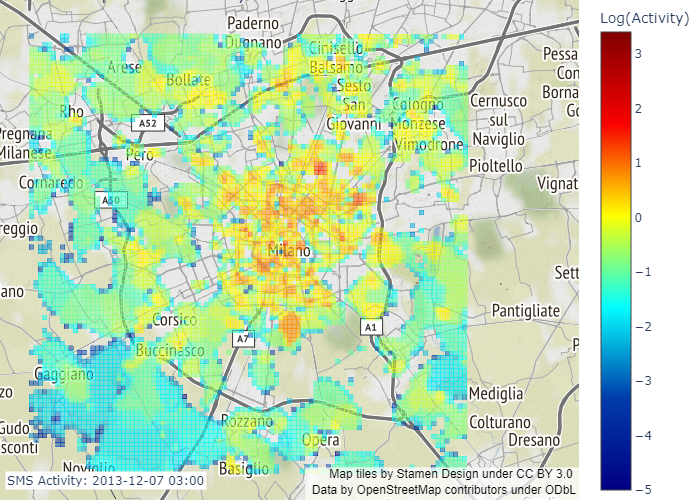 Log(Activity)
3
2
1
0
−1
−2
−3
−4
−5
Paderno
Dugnano
Cinisello
Balsamo
Arese
Bollate
Sesto
San
Giovanni
Rho
A52
Pero
Pregnana
Milanese
Cornaredo
A50
Cologno
Monzese
Vimodrone
Cernusco
sul
Naviglio
Pioltello
Pessa
Con
Borna
Go
Vignat
reggio
Milano
Sett
ano
Corsico
Buccinasco
A7
A1
Pantigliate
P
Gaggiano
zo
Gudo
sconti
Rozzano
Opera
Mediglia
Colturano
Dresano
Noviglio
Basiglio
SMS Activity: 2013-12-07 03:00
Map tiles by Stamen Design under CC BY 3.0
Data by OpenStreetMap contributors under ODbL